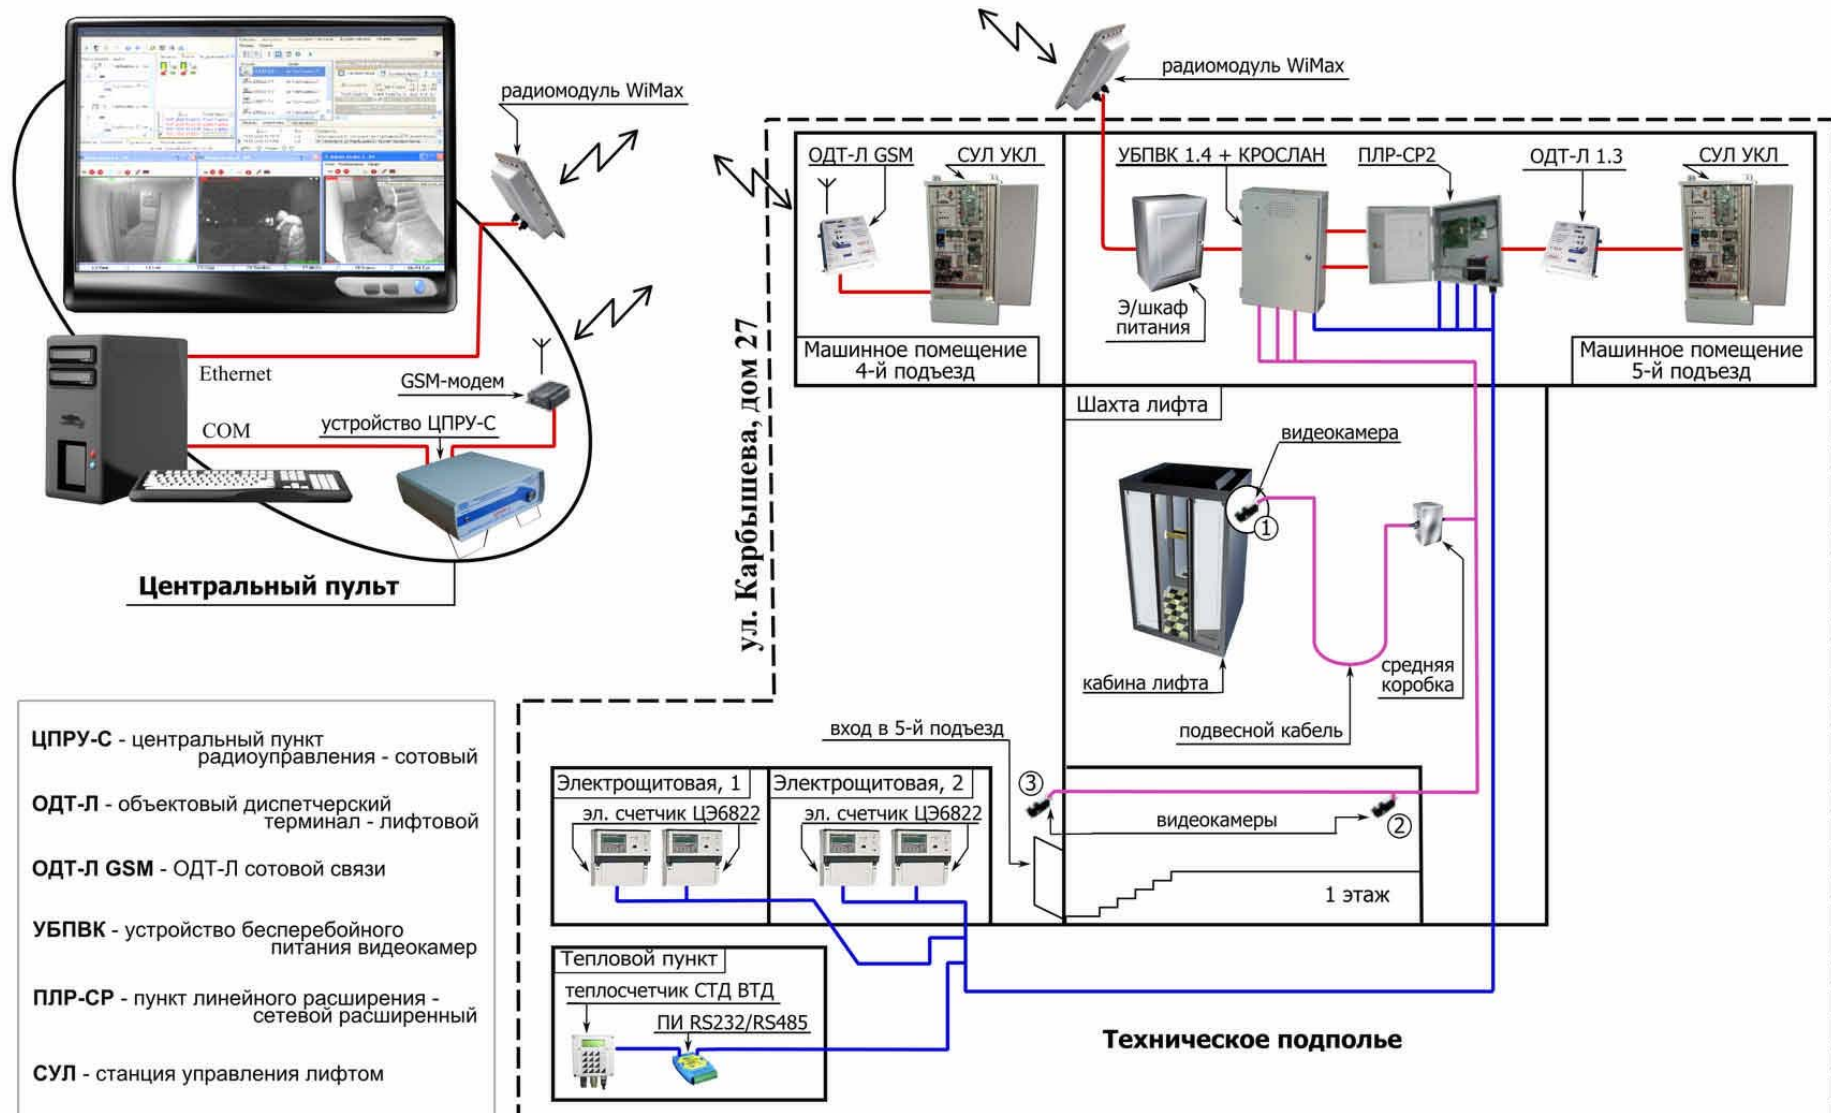 радиомодуль WiMax
Ethernet
GSM-модем
COM
устройство ЦПРУ-С
Центральный пульт
радиомодуль WiMax
ул. Карбышева, дом 27
ОДТ-Л GSM
СУЛ УКЛ
УБПВК 1.4 + КРОСЛАН
ПЛР-СР2
ОДТ-Л 1.3
СУЛ УКЛ
Э/шкаф
питания
Машинное помещение
4-й подъезд
Машинное помещение
5-й подъезд
Шахта лифта
видеокамера
1
кабина лифта
средняя
коробка
подвесной кабель
вход в 5-й подъезд
3
видеокамеры
2
1 этаж
Электрощитовая, 1
эл. счетчик ЦЭ6822
Электрощитовая, 2
эл. счетчик ЦЭ6822
Тепловой пункт
теплосчетчик СТД ВТД
ПИ RS232/RS485
Техническое подполье
ЦПРУ-С - центральный пункт
радиоуправления - сотовый
ОДТ-Л - объектовый диспетчерский
терминал - лифтовой
ОДТ-Л GSM - ОДТ-Л сотовой связи
УБПВК - устройство бесперебойного
питания видеокамер
ПЛР-СР - пункт линейного расширения -
сетевой расширенный
СУЛ - станция управления лифтом